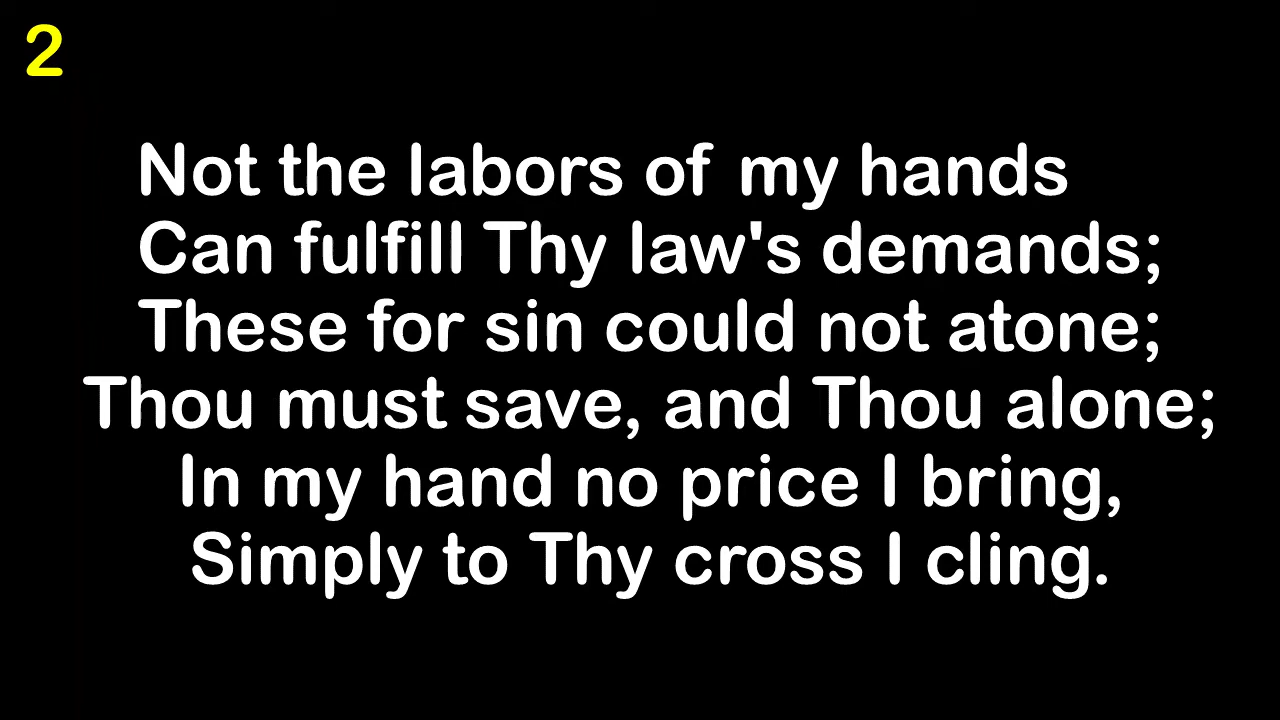 2
Not the labors of my hands
Can fulfill Thy law's demands;
These for sin could not atone;
Thou must save, and Thou alone;
In my hand no price I bring,
Simply to Thy cross I cling.